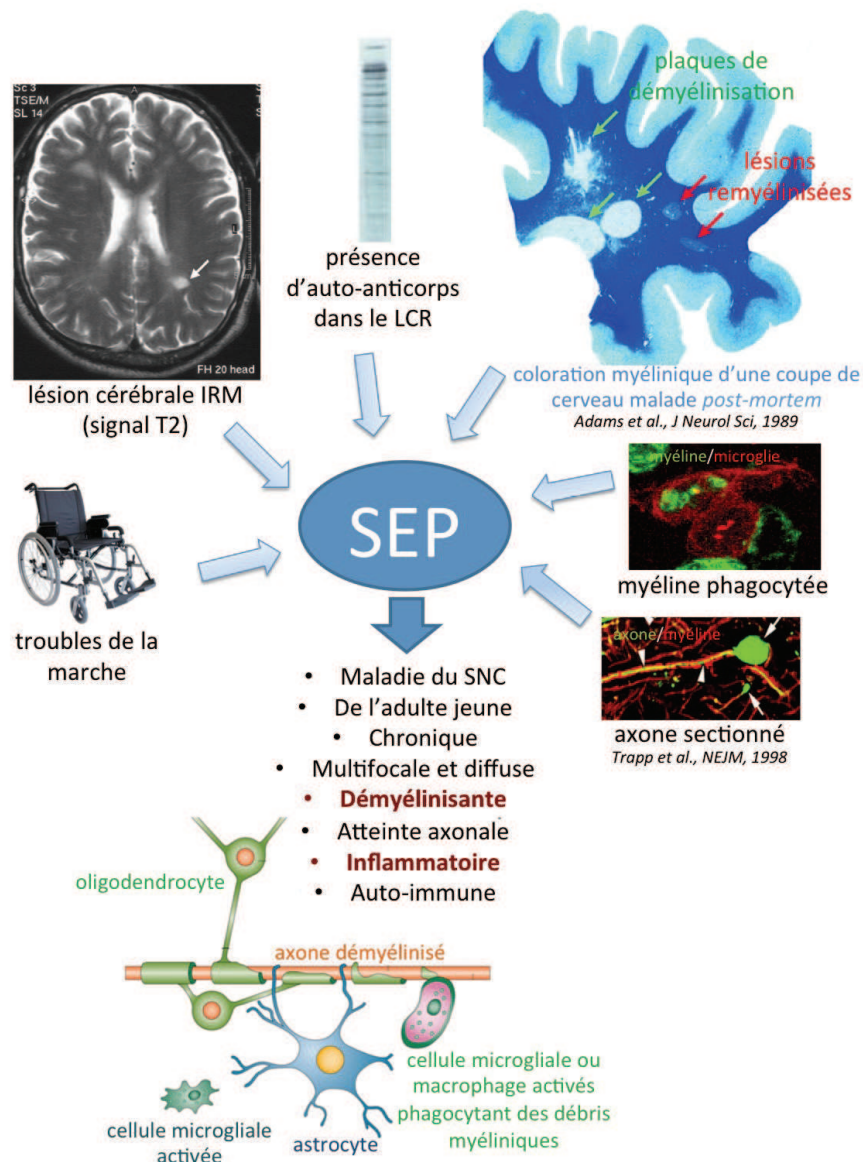 Sc 3
TSE/M
SL 14
A
FH 20 head
lésion cérébrale IRM
(signal T2)
présence
d'auto-anticorps
dans le LCR
plaques de
démyélinisation
lésions
remyélinisées
coloration myélinique d'une coupe de
cerveau malade post-mortem
Adams et al., J Neurol Sci, 1989
SEP
myéline/microglie
myéline phagocytée
troubles de la
marche
axone/myéline
axone sectionné
Trapp et al., NEJM, 1998
• Maladie du SNC
• De l'adulte jeune
• Chronique
• Multifocale et diffuse
• Démyélinisante
• Atteinte axonale
• Inflammatoire
• Auto-immune
oligodendrocyte
axone démyélinisé
cellule microgliale
activée
astrocyte
cellule microgliale ou
macrophage activés
phagocytant des débris
myéliniques